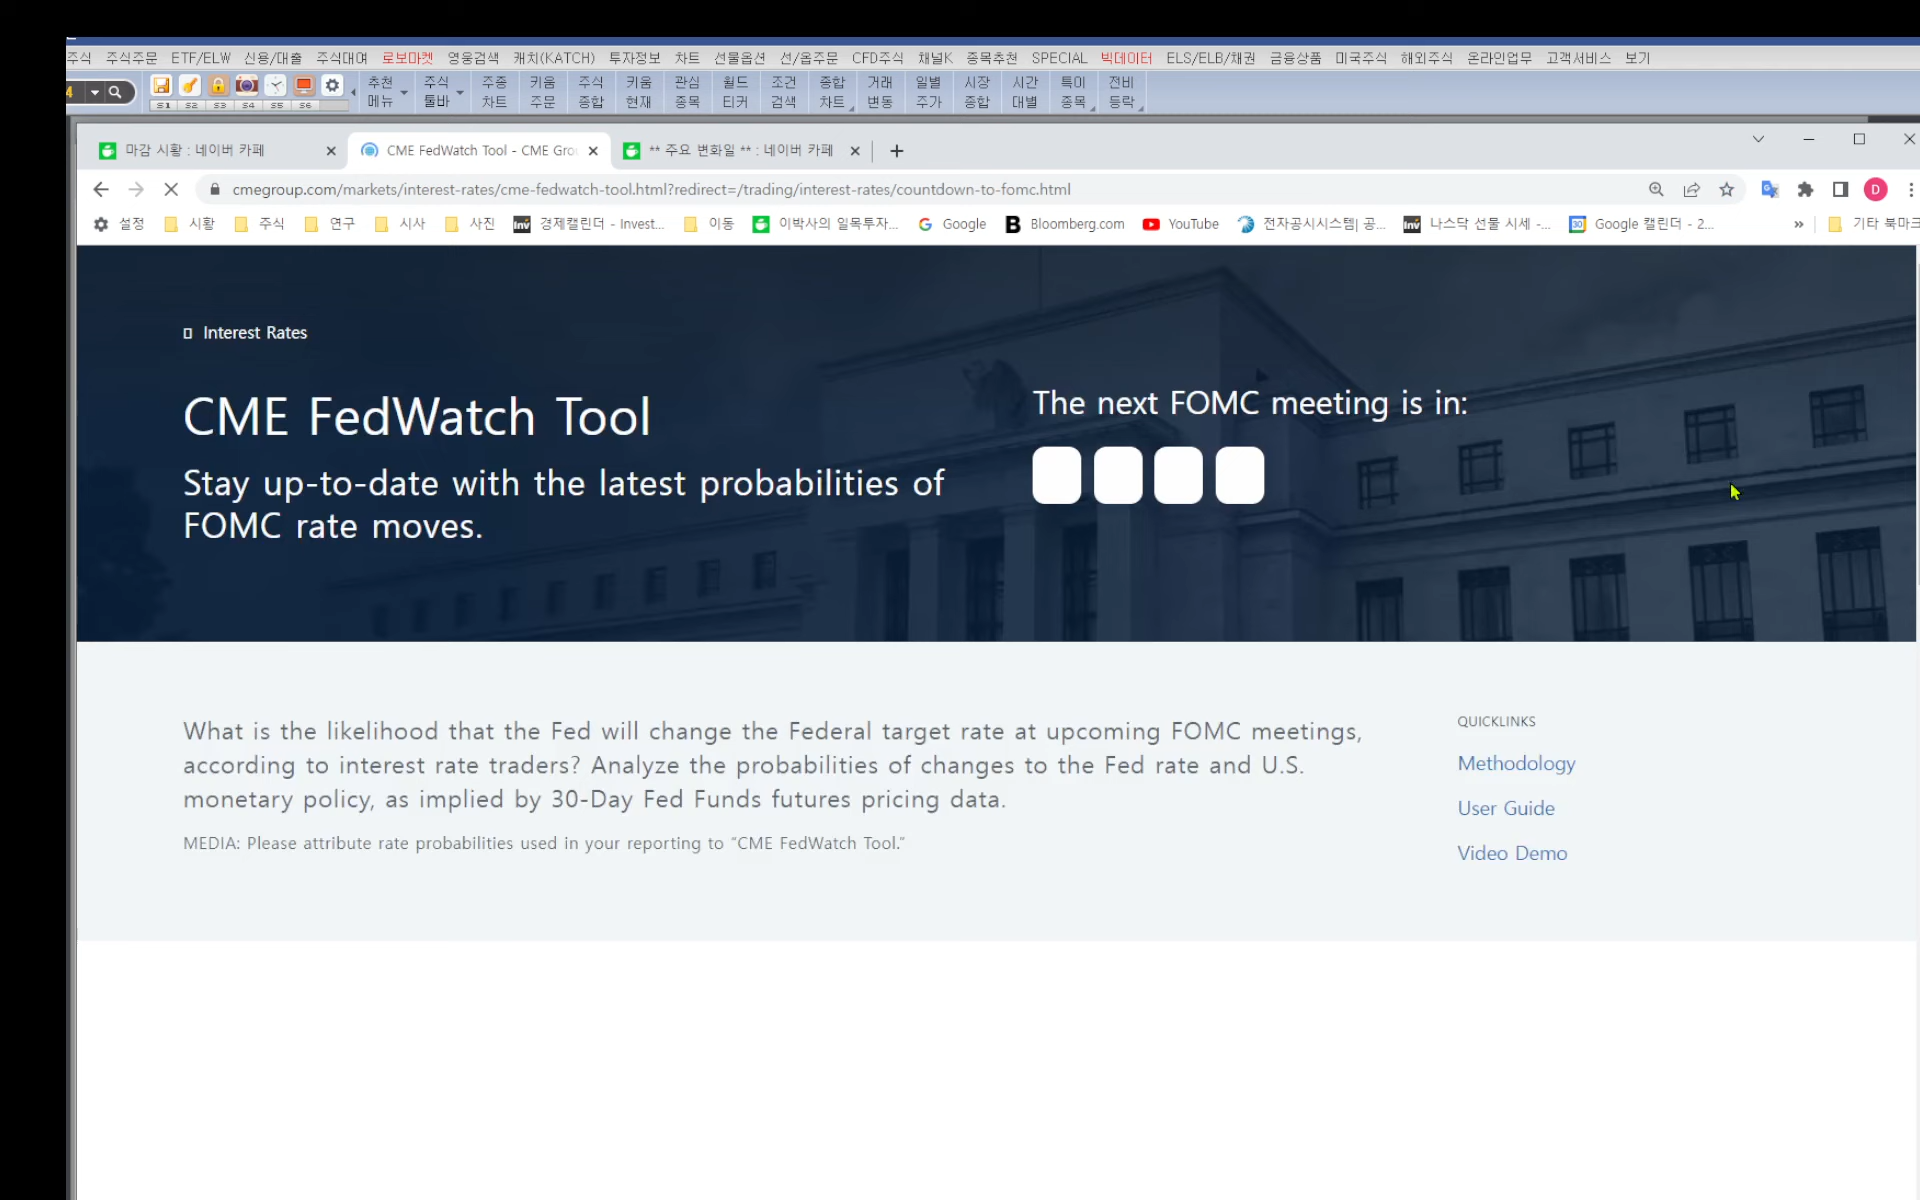 주식 주식주문 ETF/ELW 신용/대출 주식대여 로보마켓 영웅검색 캐치(KATCH) 투자정보 차트 선물옵션 선/옵주문 CFD주식 채널K 종목추천 SPECIAL 빅데이터 ELS/ELB/채권 금융상품 미국주식 해외주식 온라인업무 고객서비스 보기
4 추천 주식 주종 키움 주식 키움 관심 월드 조건 종합 거래 일별 시장 시간 특이 전비
S1 S2 S3 S4 S5 S6 메뉴 툴바 차트 주문 종합 현재 종목 티커 검색 차트 변동 주가 종합 대별 종목 등락
마감 시황 : 네이버 카페 CME FedWatch Tool - CME Gro ** 주요 변화일 ** : 네이버 카페
cmegroup.com/markets/interest-rates/cme-fedwatch-tool.html?redirect=/trading/interest-rates/countdown-to-fomc.html D
설정 시황 주식 연구 시사 사진 Inv 경제캘린더 - Invest... 이동 이박사의 일목투자... Google B Bloomberg.com YouTube 전자공시시스템| 공... Inv 나스닥 선물 시세 -... 30 Google 캘린더 - 2... » 기타 북마크
Interest Rates
CME FedWatch Tool
Stay up-to-date with the latest probabilities of
FOMC rate moves.
The next FOMC meeting is in:
What is the likelihood that the Fed will change the Federal target rate at upcoming FOMC meetings,
according to interest rate traders? Analyze the probabilities of changes to the Fed rate and U.S.
monetary policy, as implied by 30-Day Fed Funds futures pricing data.
MEDIA: Please attribute rate probabilities used in your reporting to “CME FedWatch Tool.”
QUICKLINKS
Methodology
User Guide
Video Demo